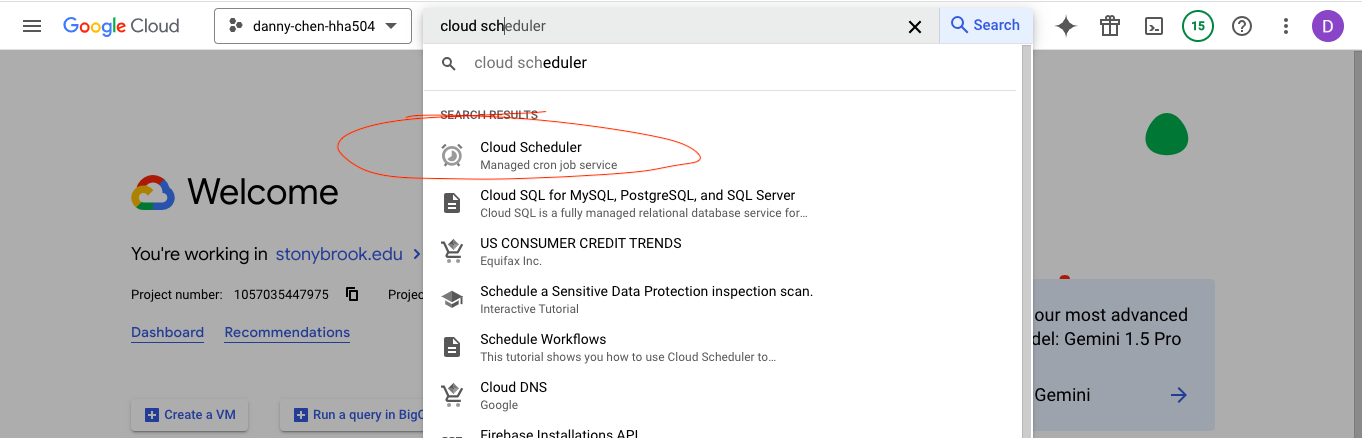 Google Cloud
danny-chen-hha504
cloud scheduler
Search
15
D
cloud scheduler
SEARCH RESULTS
Cloud Scheduler
Managed cron job service
Cloud SQL for MySQL, PostgreSQL, and SQL Server
Cloud SQL is a fully managed relational database service for…
US CONSUMER CREDIT TRENDS
Equifax Inc.
Schedule a Sensitive Data Protection inspection scan.
Interactive Tutorial
Schedule Workflows
This tutorial shows you how to use Cloud Scheduler to…
Cloud DNS
Google
Firebase Installations API
Welcome
You're working in stonybrook.edu
Project number: 1057035447975 Projec
Dashboard Recommendations
Create a VM Run a query in BigQ
our most advanced
del: Gemini 1.5 Pro
Gemini